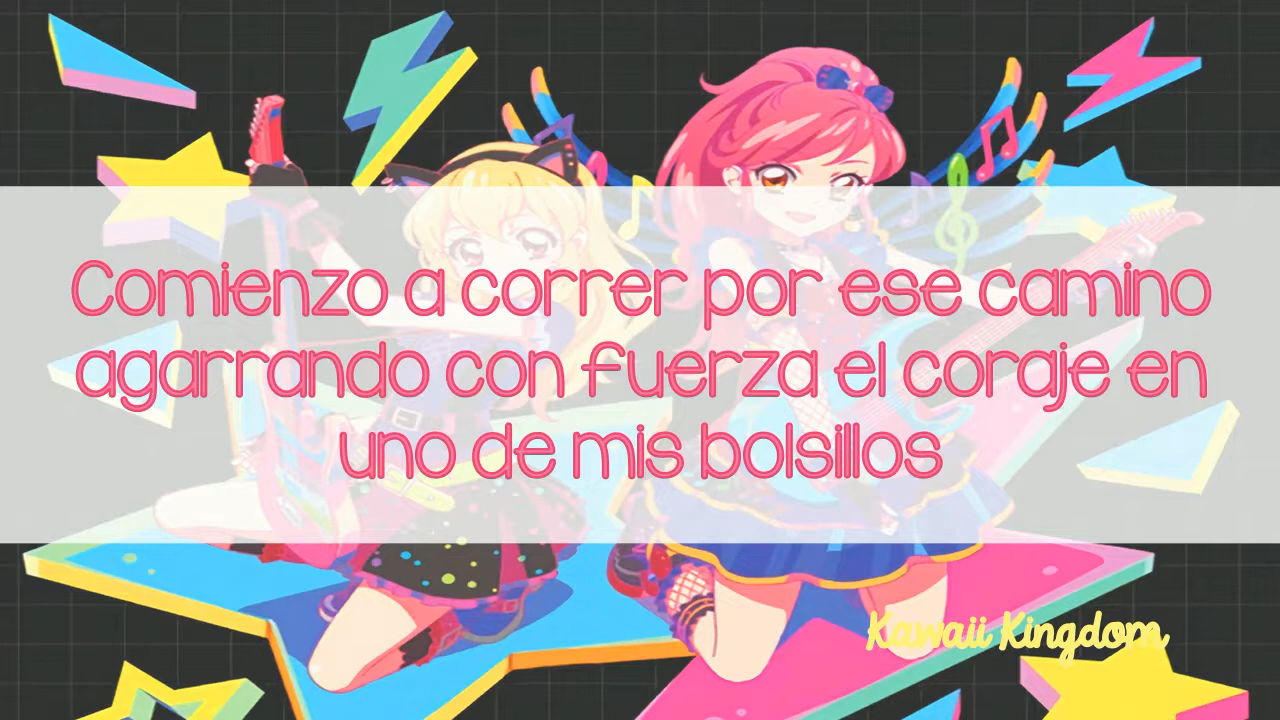 Comienzo a correr por ese camino
agarrando con fuerza el coraje en
uno de mis bolsillos
Kawaii Kingdom